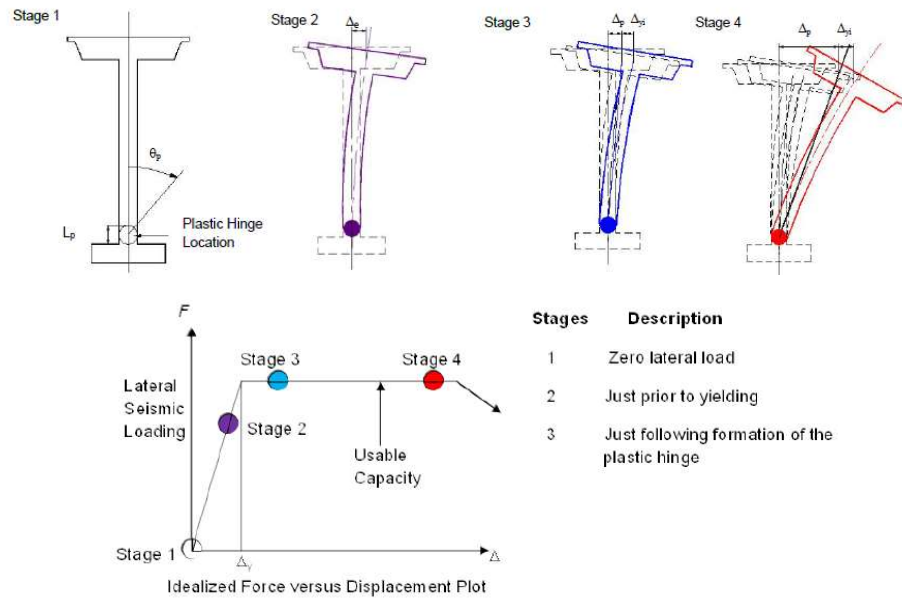 Stage 1
Stage 2
Stage 3
Stage 4
Δe
Δp Δyi
Δp Δyi
θp
Lp
Plastic Hinge
Location
F
Lateral
Seismic
Loading
Stage 3
Stage 4
Stage 2
Usable
Capacity
Stage 1
Δy
Δ
Idealized Force versus Displacement Plot
Stages Description
1 Zero lateral load
2 Just prior to yielding
3 Just following formation of the
plastic hinge